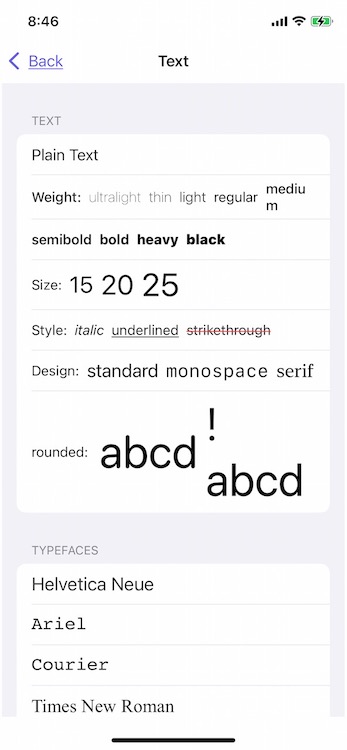 8:46
Back
Text
TEXT
Plain Text
Weight: ultralight thin light regular mediu
m
semibold bold heavy black
Size: 15 20 25
Style: italic underlined strikethrough
Design: standard monospace serif
rounded: abcd ! abcd
TYPEFACES
Helvetica Neue
Ariel
Courier
Times New Roman